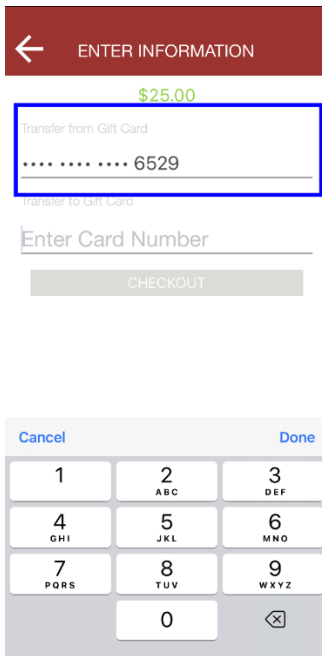 ENTER INFORMATION
$25.00
Transfer from Gift Card
•••• •••• •••• 6529
Transfer to Gift Card
Enter Card Number
CHECKOUT
Cancel Done
1 2 3
ABC DEF
4 5 6
GHI JKL MNO
7 8 9
PQRS TUV WXYZ
0